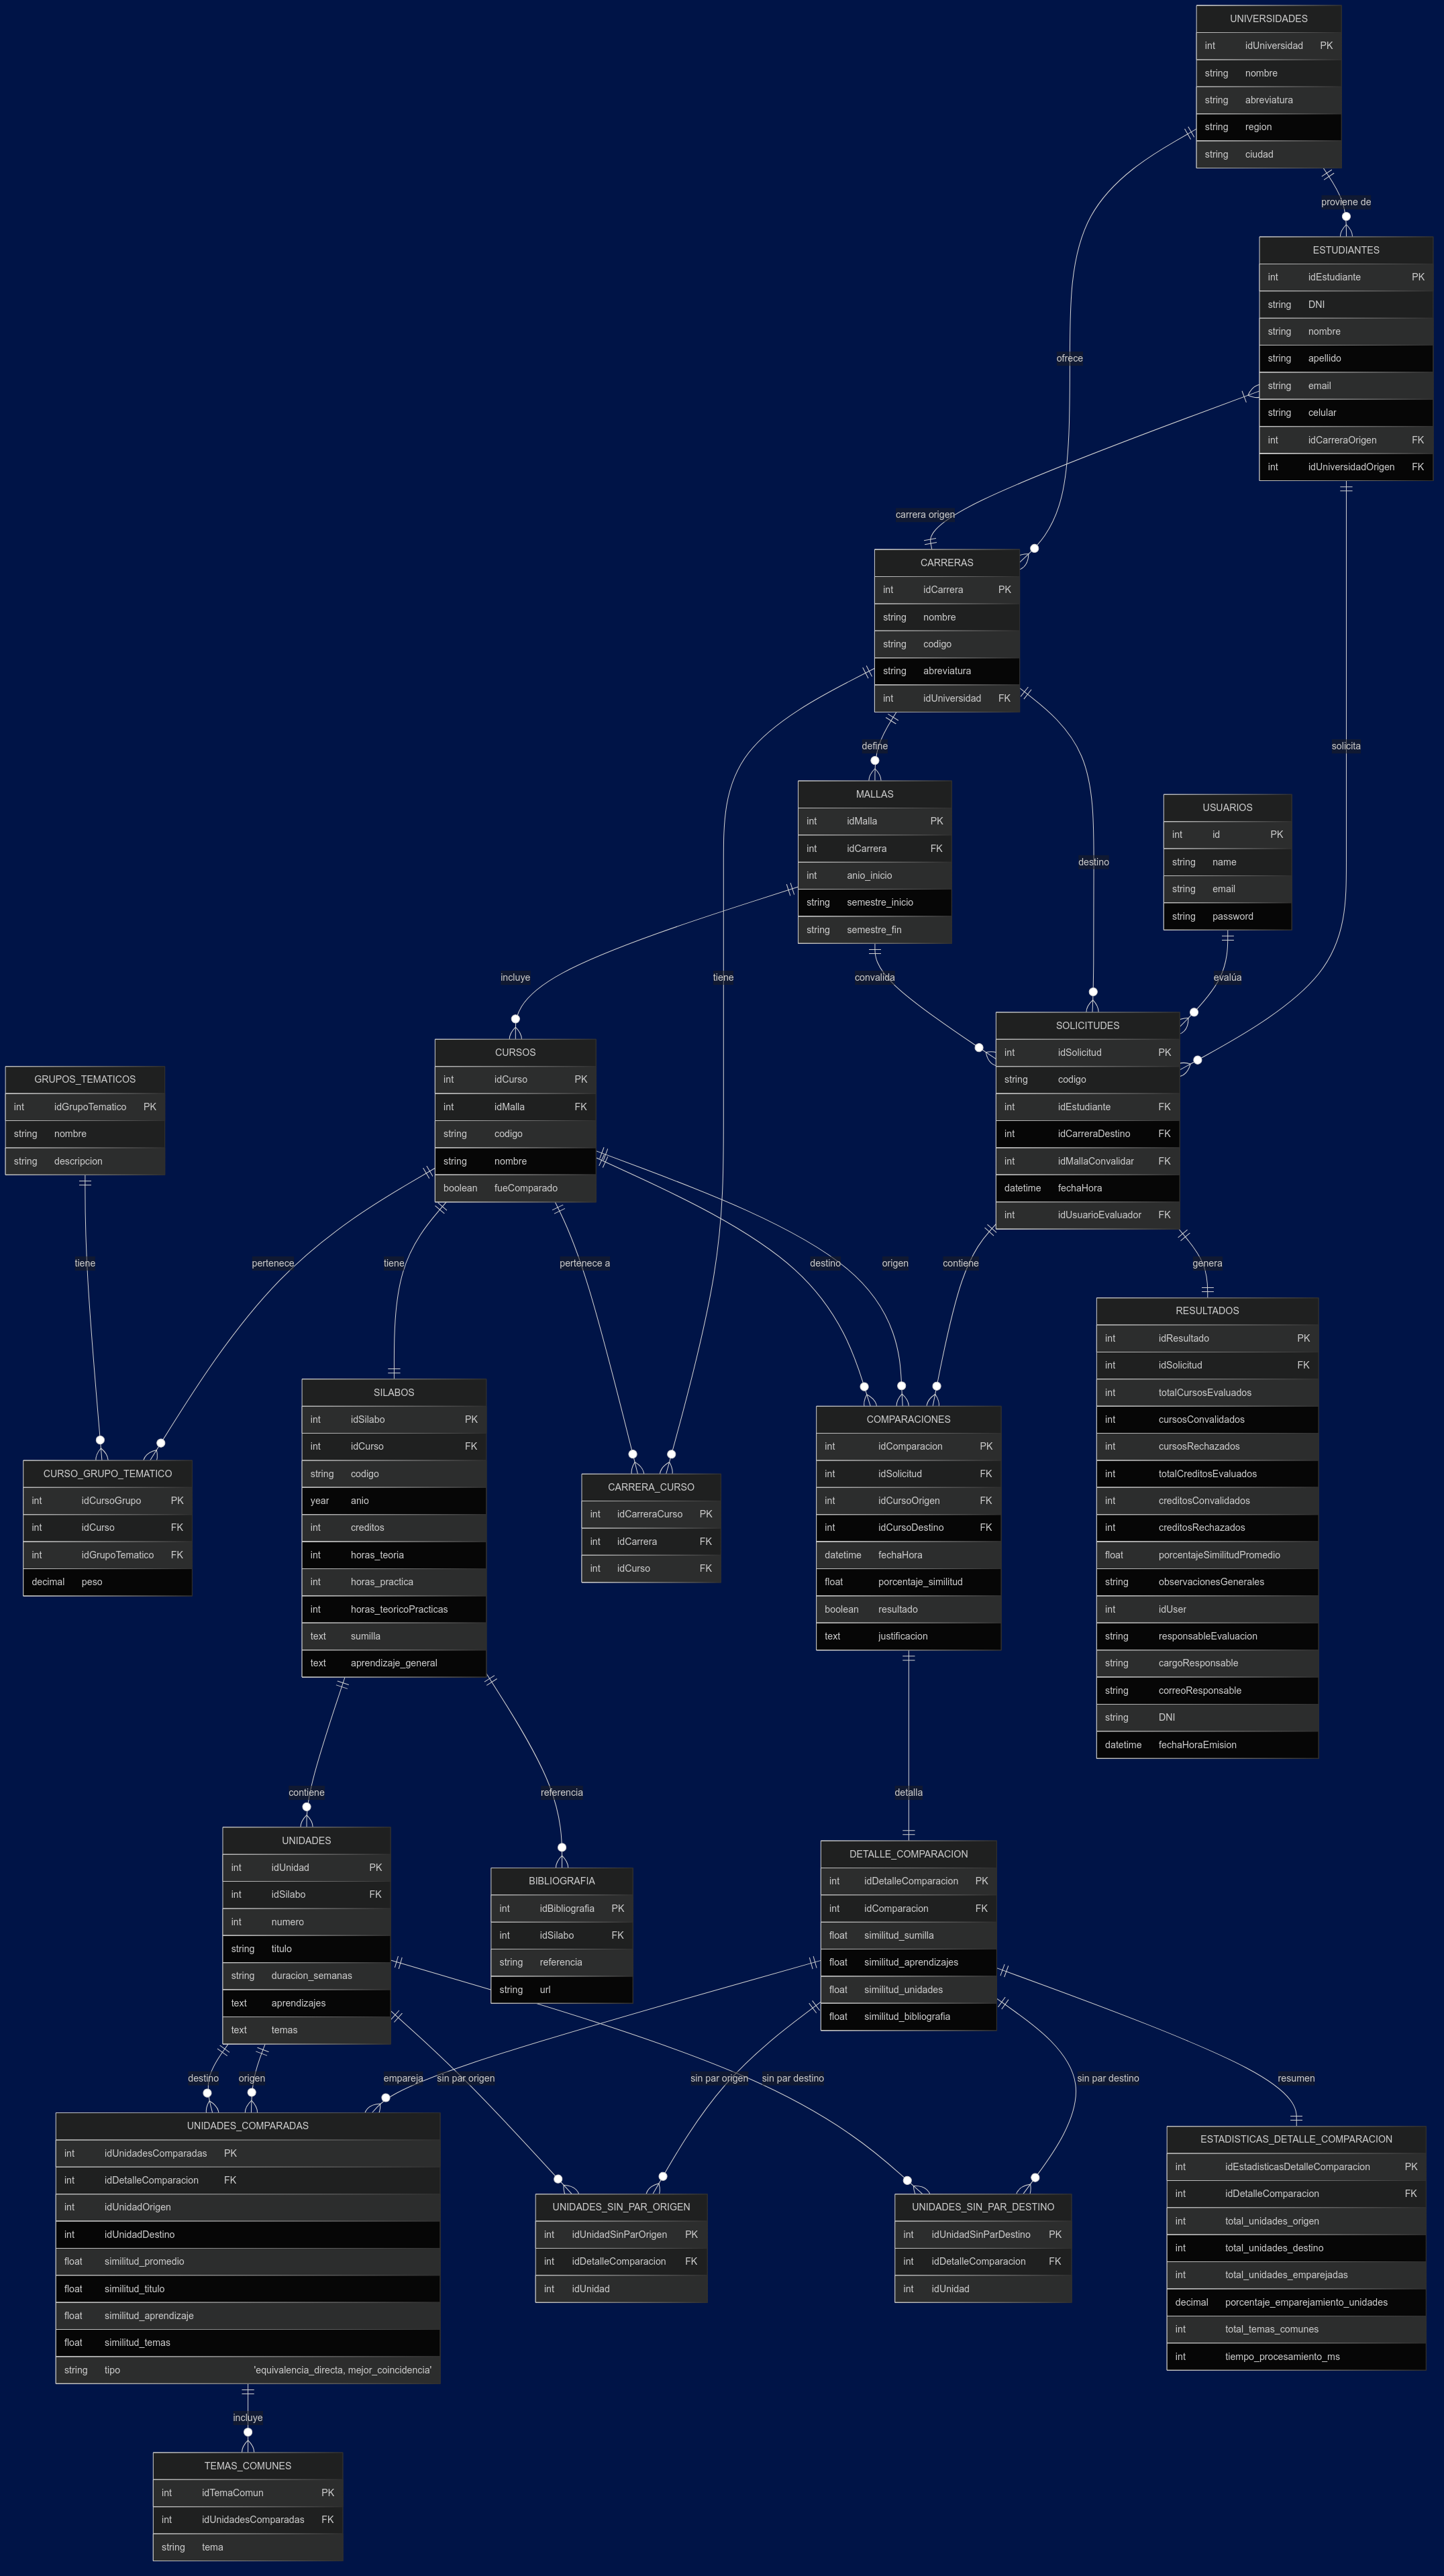 UNIVERSIDADES
int idUniversidad PK
string nombre
string abreviatura
string region
string ciudad
proviene de
ESTUDIANTES
int idEstudiante PK
string DNI
string nombre
string apellido
string email
string celular
int idCarreraOrigen FK
int idUniversidadOrigen FK
ofrece
carrera origen
CARRERAS
int idCarrera PK
string nombre
string codigo
string abreviatura
int idUniversidad FK
define
solicita
MALLAS
int idMalla PK
int idCarrera FK
int anio_inicio
string semestre_inicio
string semestre_fin
USUARIOS
int id PK
string name
string email
string password
destino
incluye
tiene
convalida
evalúa
SOLICITUDES
int idSolicitud PK
string codigo
int idEstudiante FK
int idCarreraDestino FK
int idMallaConvalidar FK
datetime fechaHora
int idUsuarioEvaluador FK
CURSOS
int idCurso PK
int idMalla FK
string codigo
string nombre
boolean fueComparado
GRUPOS_TEMATICOS
int idGrupoTematico PK
string nombre
string descripcion
tiene
pertenece
tiene
pertenece a
destino
origen
contiene
genera
RESULTADOS
int idResultado PK
int idSolicitud FK
int totalCursosEvaluados
int cursosConvalidados
int cursosRechazados
int totalCreditosEvaluados
int creditosConvalidados
int creditosRechazados
float porcentajeSimilitudPromedio
string observacionesGenerales
int idUser
string responsableEvaluacion
string cargoResponsable
string correoResponsable
string DNI
datetime fechaHoraEmision
SILABOS
int idSilabo PK
int idCurso FK
string codigo
year anio
int creditos
int horas_teoria
int horas_practica
int horas_teoricoPracticas
text sumilla
text aprendizaje_general
COMPARACIONES
int idComparacion PK
int idSolicitud FK
int idCursoOrigen FK
int idCursoDestino FK
datetime fechaHora
float porcentaje_similitud
boolean resultado
text justificacion
CURSO_GRUPO_TEMATICO
int idCursoGrupo PK
int idCurso FK
int idGrupoTematico FK
decimal peso
CARRERA_CURSO
int idCarreraCurso PK
int idCarrera FK
int idCurso FK
contiene
referencia
detalla
UNIDADES
int idUnidad PK
int idSilabo FK
int numero
string titulo
string duracion_semanas
text aprendizajes
text temas
BIBLIOGRAFIA
int idBibliografia PK
int idSilabo FK
string referencia
string url
DETALLE_COMPARACION
int idDetalleComparacion PK
int idComparacion FK
float similitud_sumilla
float similitud_aprendizajes
float similitud_unidades
float similitud_bibliografia
destino
origen
empareja
sin par origen
sin par origen
sin par destino
sin par destino
resumen
UNIDADES_COMPARADAS
int idUnidadesComparadas PK
int idDetalleComparacion FK
int idUnidadOrigen
int idUnidadDestino
float similitud_promedio
float similitud_titulo
float similitud_aprendizaje
float similitud_temas
string tipo 'equivalencia_directa, mejor_coincidencia'
UNIDADES_SIN_PAR_ORIGEN
int idUnidadSinParOrigen PK
int idDetalleComparacion FK
int idUnidad
UNIDADES_SIN_PAR_DESTINO
int idUnidadSinParDestino PK
int idDetalleComparacion FK
int idUnidad
ESTADISTICAS_DETALLE_COMPARACION
int idEstadisticasDetalleComparacion PK
int idDetalleComparacion FK
int total_unidades_origen
int total_unidades_destino
int total_unidades_emparejadas
decimal porcentaje_emparejamiento_unidades
int total_temas_comunes
int tiempo_procesamiento_ms
incluye
TEMAS_COMUNES
int idTemaComun PK
int idUnidadesComparadas FK
string tema